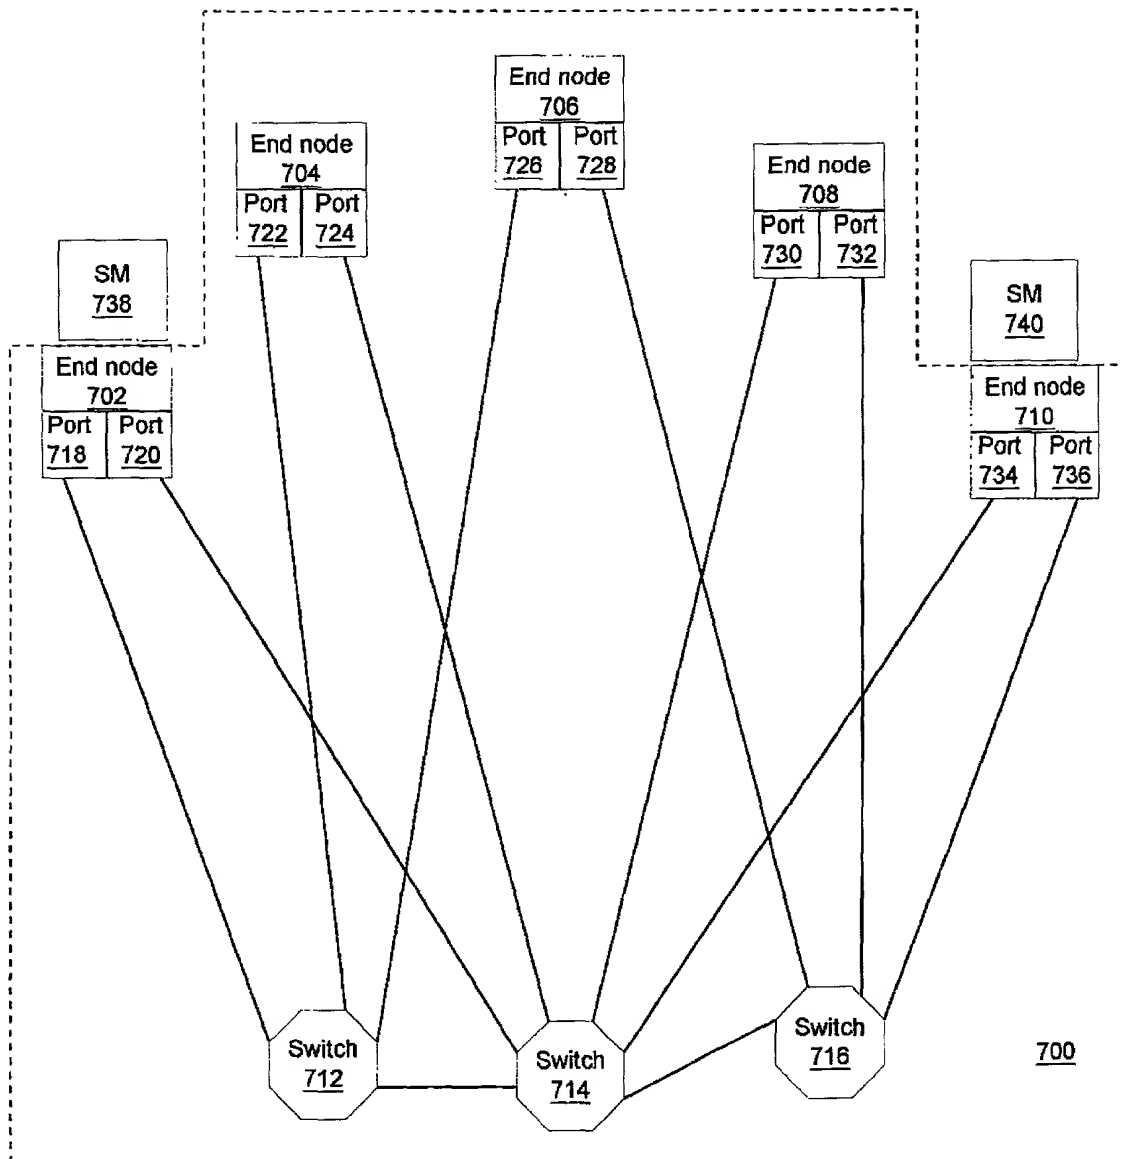 End node
706
Port
726
Port
728
End node
704
Port
722
Port
724
End node
708
Port
730
Port
732
SM
738
SM
740
End node
702
Port
718
Port
720
End node
710
Port
734
Port
736
Switch
712
Switch
714
Switch
716
700